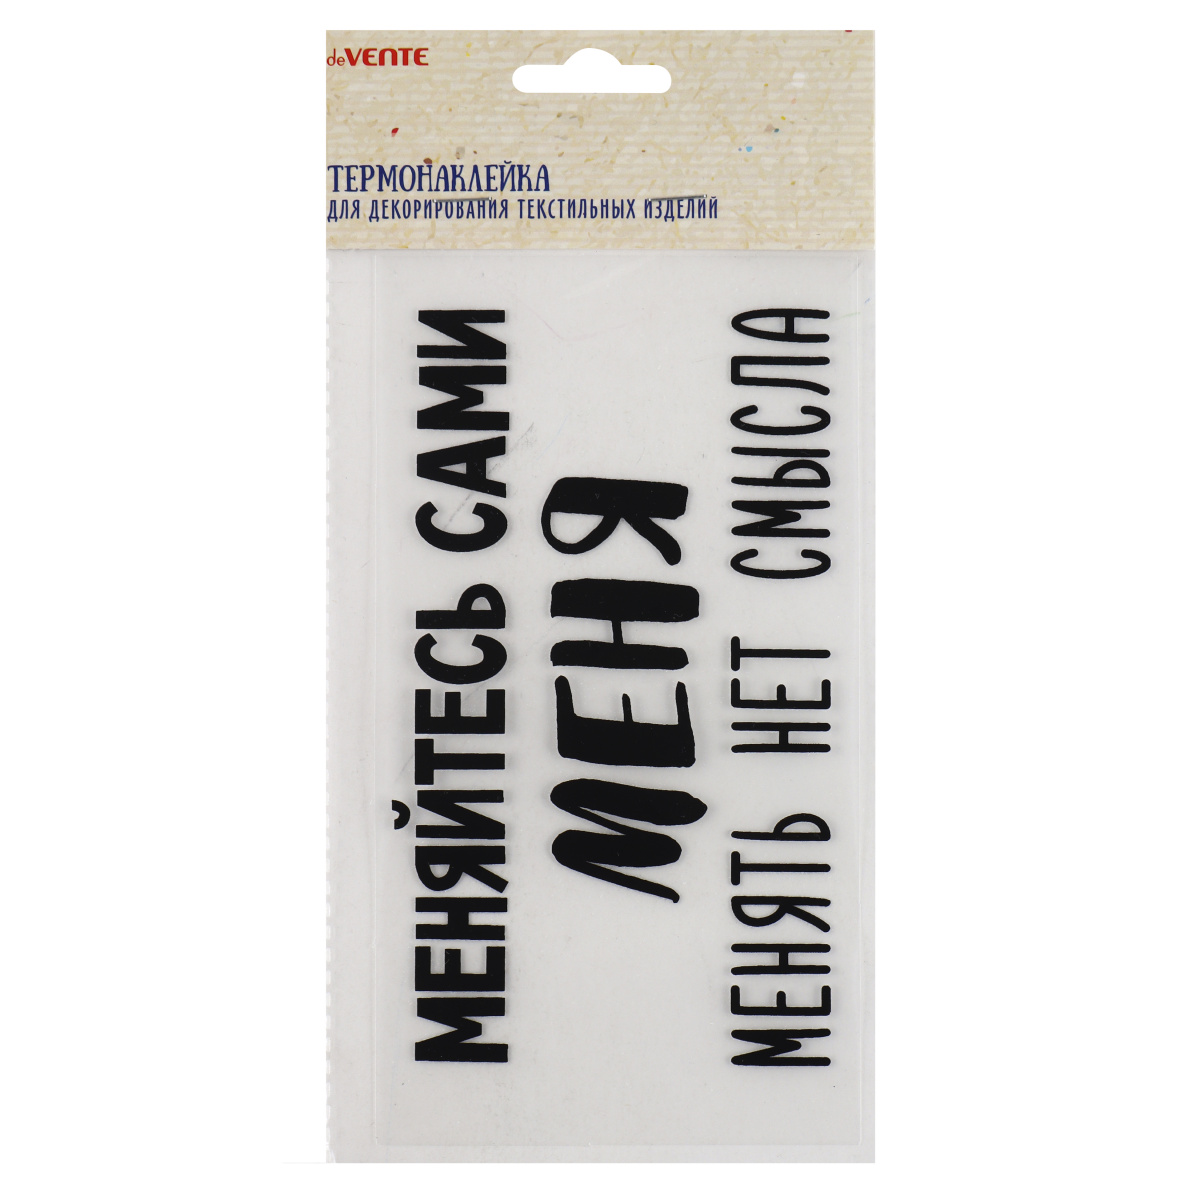 deVENTE
ТЕРМОНАКЛЕЙКА
ДЛЯ ДЕКОРИРОВАНИЯ ТЕКСТИЛЬНЫХ ИЗДЕЛИЙ
МЕНЯЙТЕСЬ САМИ
МЕНЯ
МЕНЯТЬ НЕТ СМЫСЛА